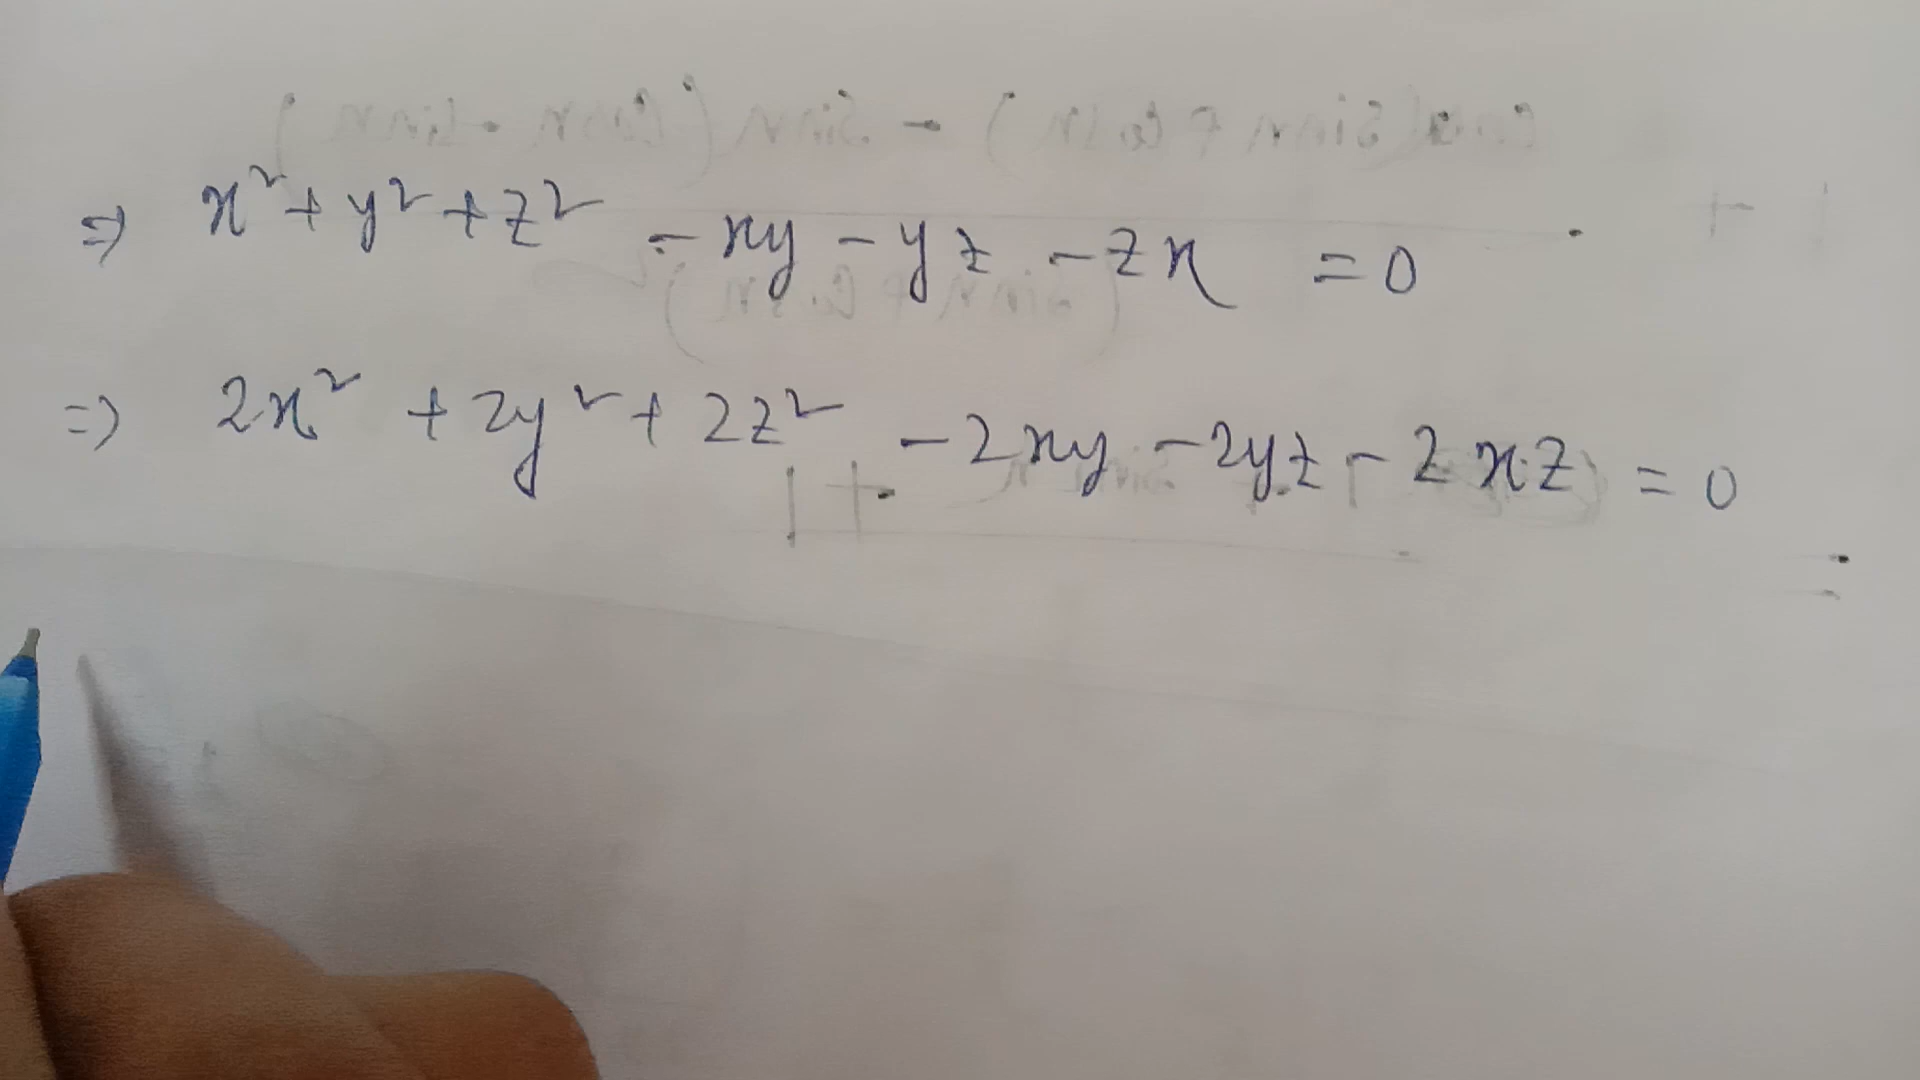 ⇒ x² + y² + z² - xy - yz - zx = 0
⇒ 2x² + 2y² + 2z² - 2xy - 2yz - 2xz = 0